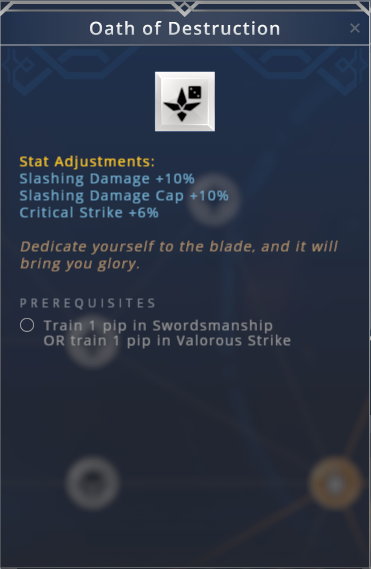 Oath of Destruction
Stat Adjustments:
Slashing Damage +10%
Slashing Damage Cap +10%
Critical Strike +6%
Dedicate yourself to the blade, and it will
bring you glory.
PREREQUISITES
Train 1 pip in Swordsmanship
OR train 1 pip in Valorous Strike